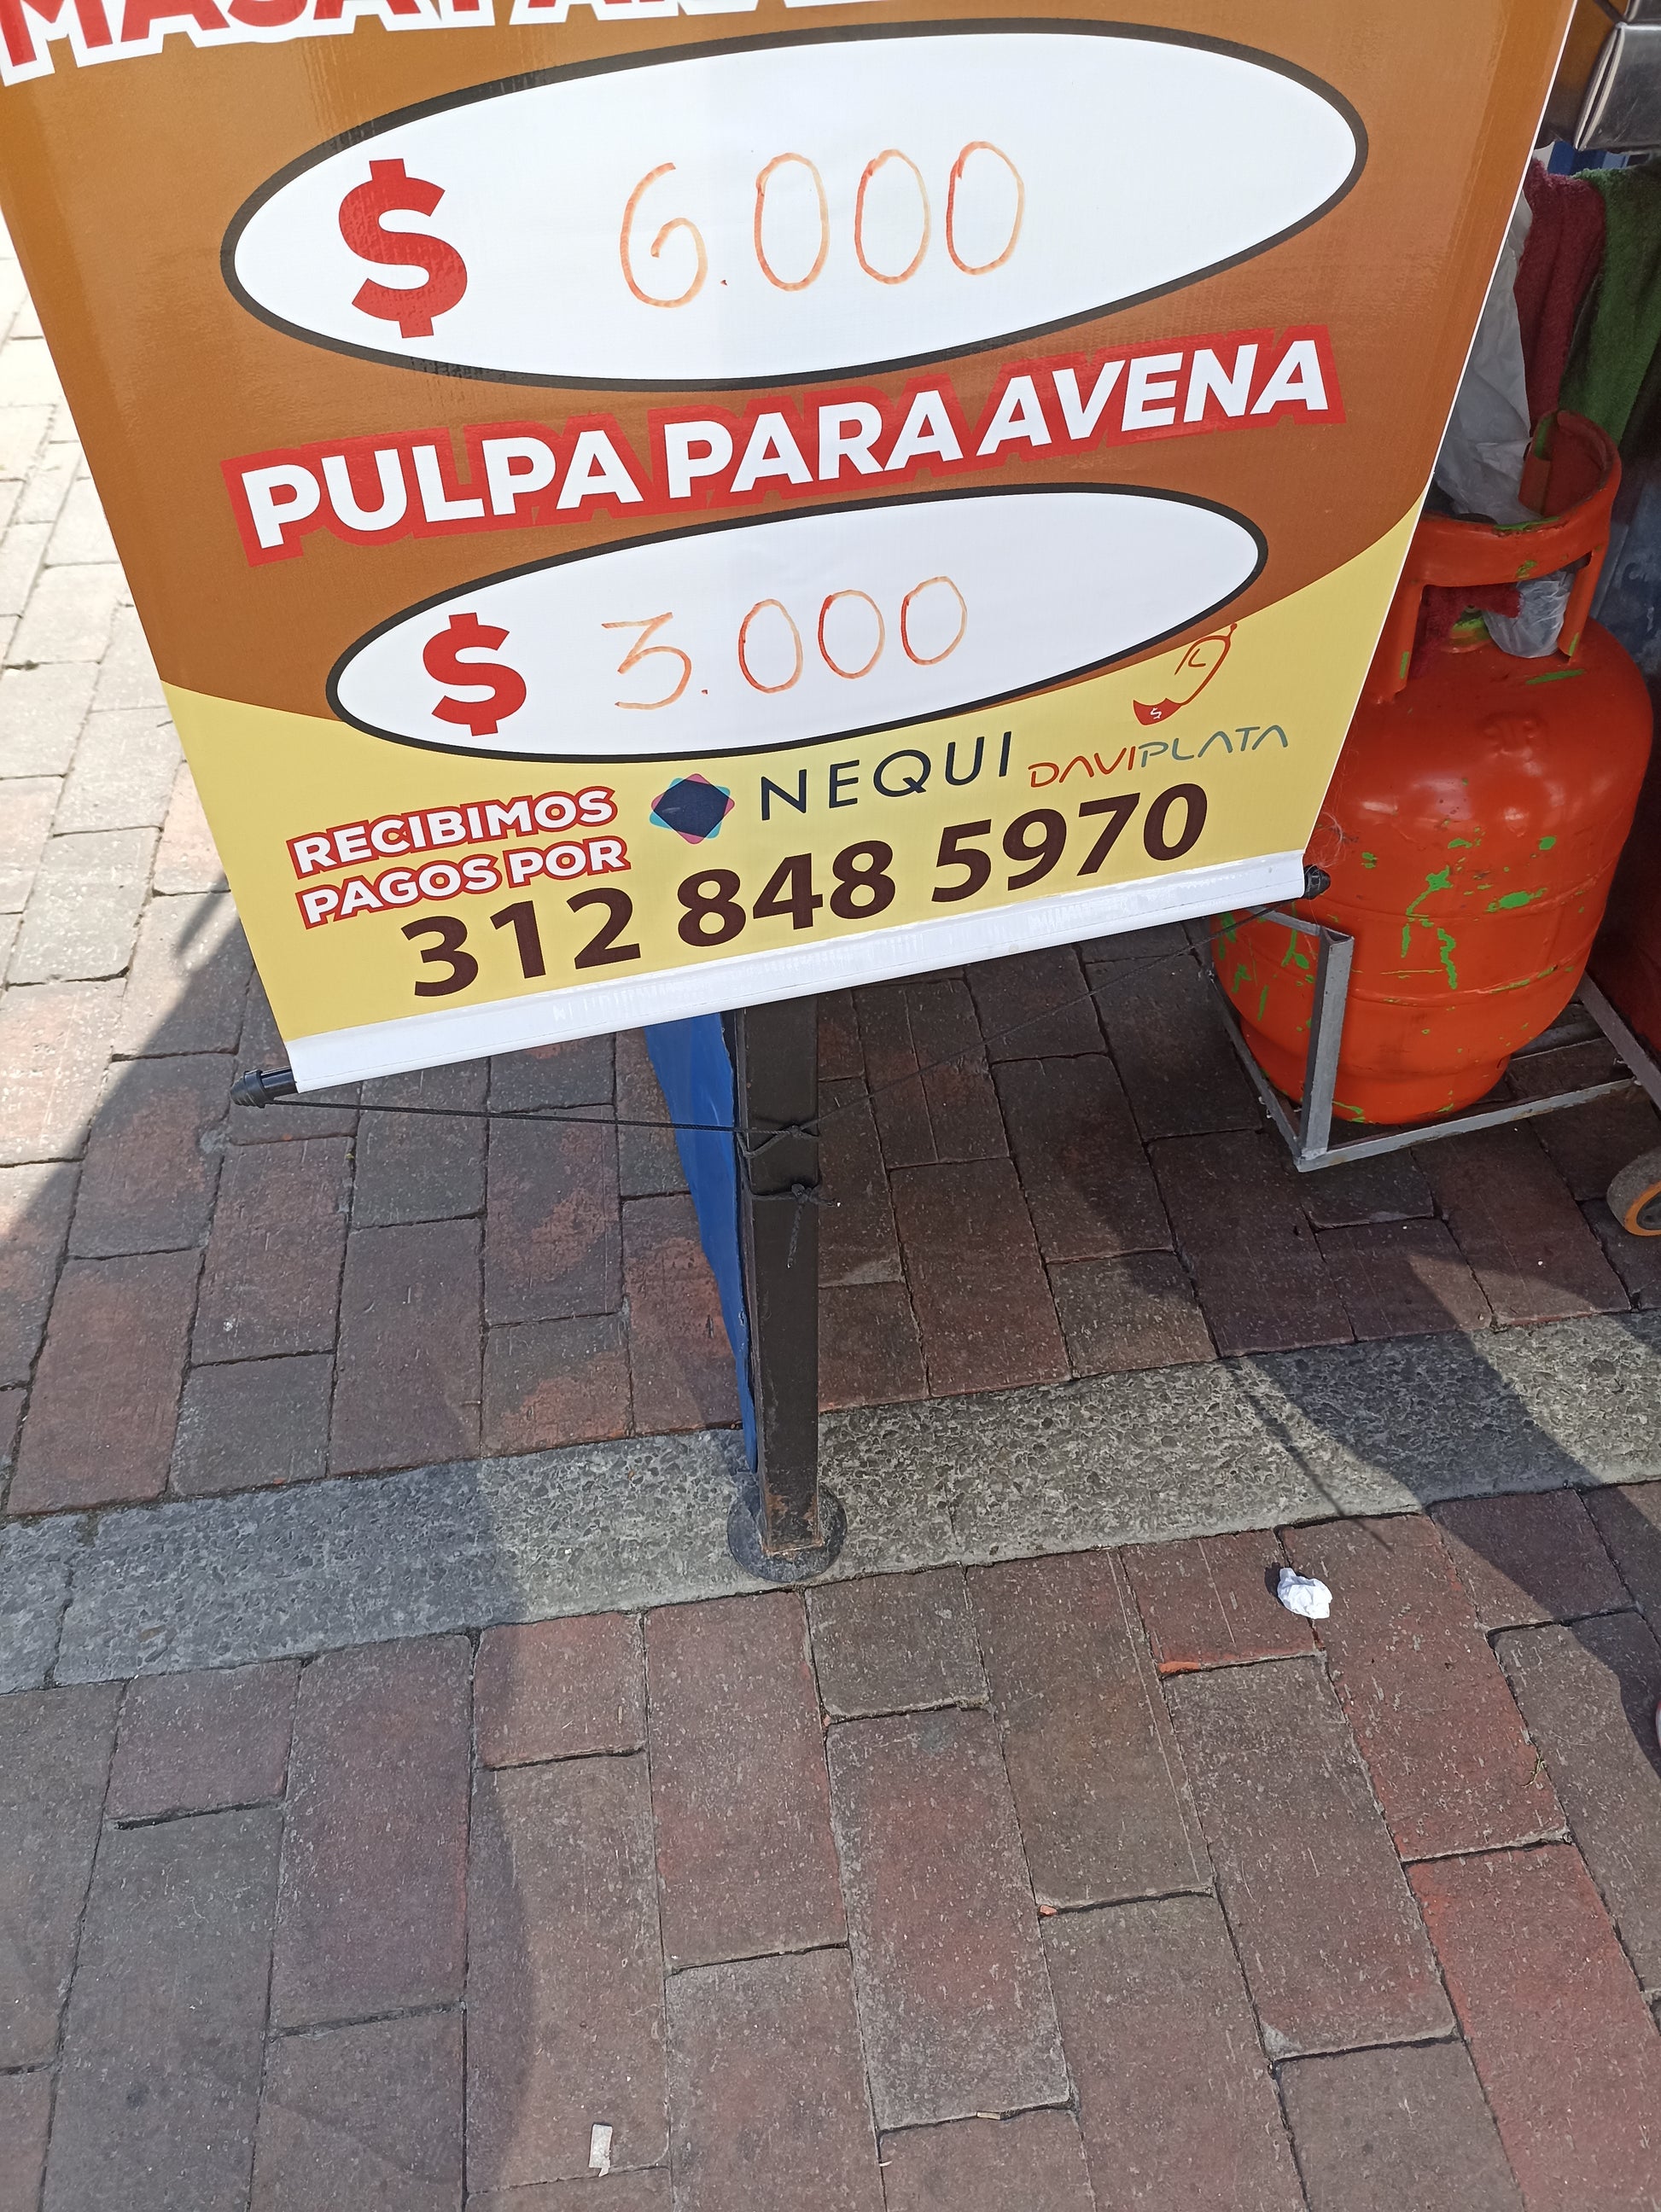 $ 6.000
PULPA PARA AVENA
$ 3.000
RECIBIMOS
PAGOS POR
NEQUI
DAVIPLATA
312 848 5970